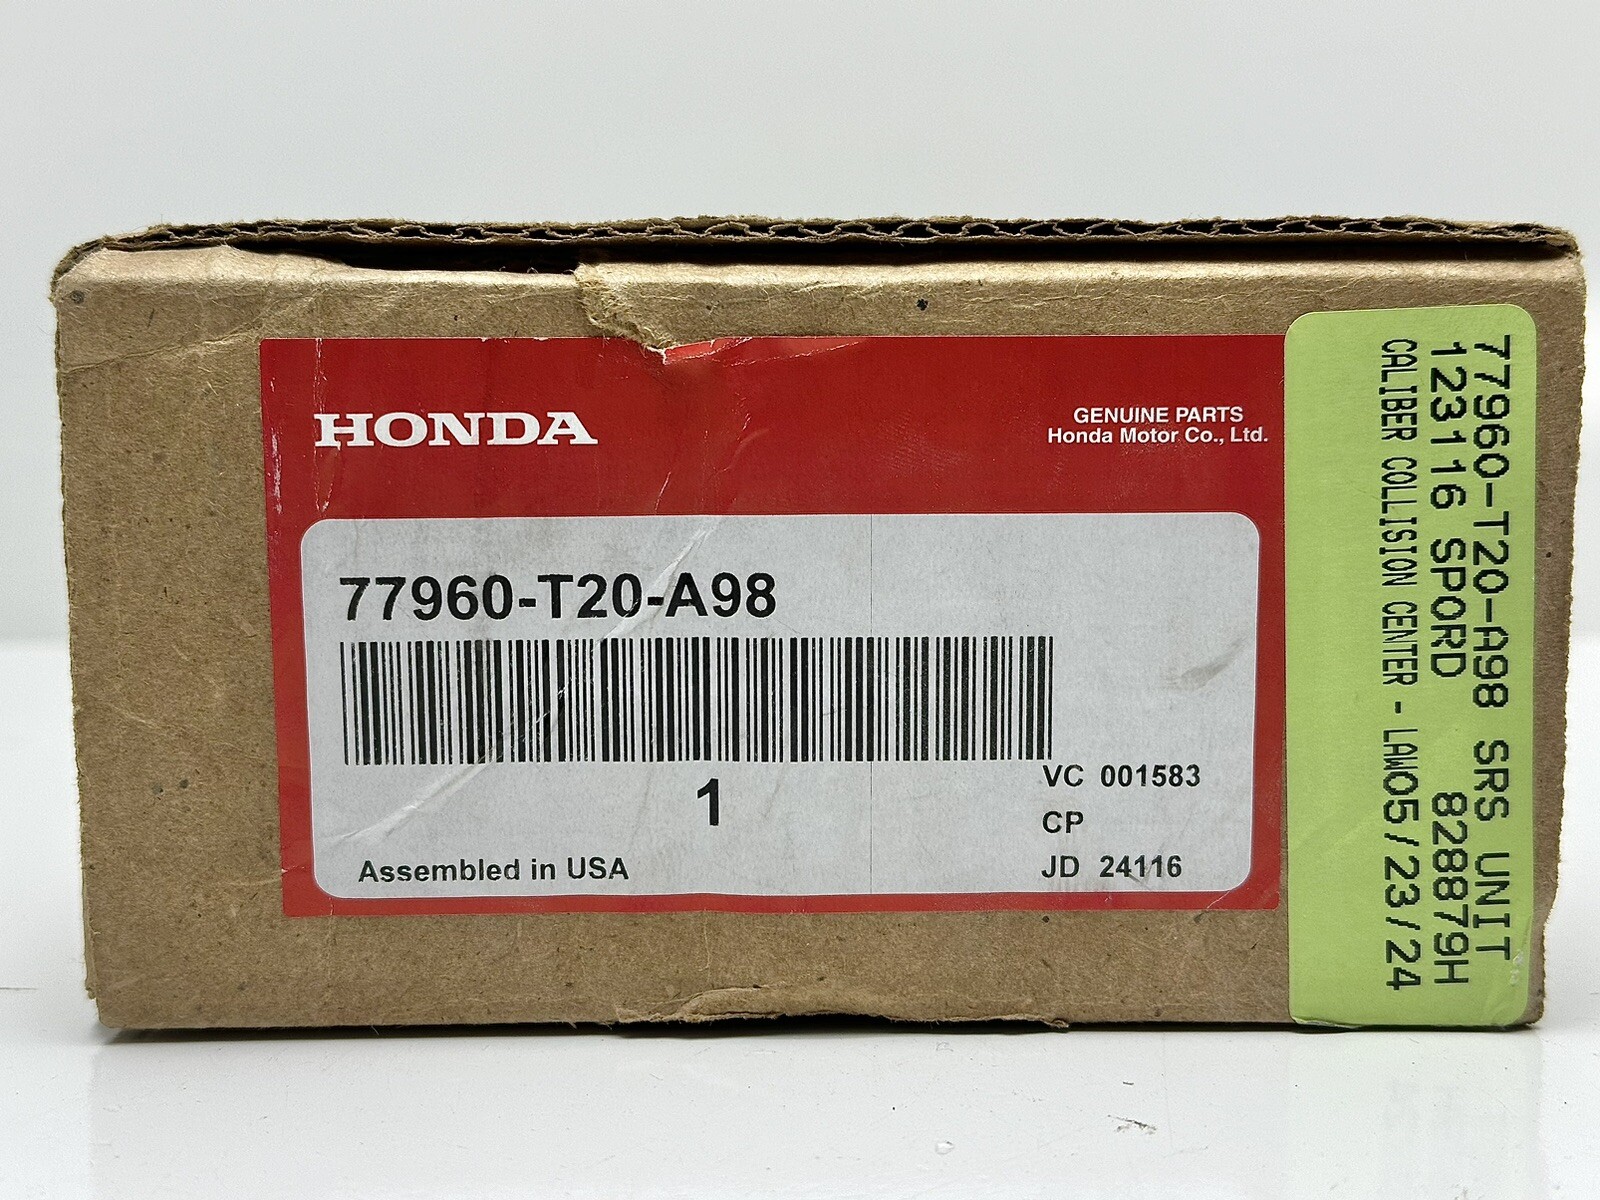 HONDA
GENUINE PARTS
Honda Motor Co., Ltd.
77960-T20-A98
1
VC 001583
CP
JD 24116
Assembled in USA
77960-T20-A98 SRS UNIT
123116 SPORD 828879H
CALIBER COLLISION CENTER - LAW05/23/24